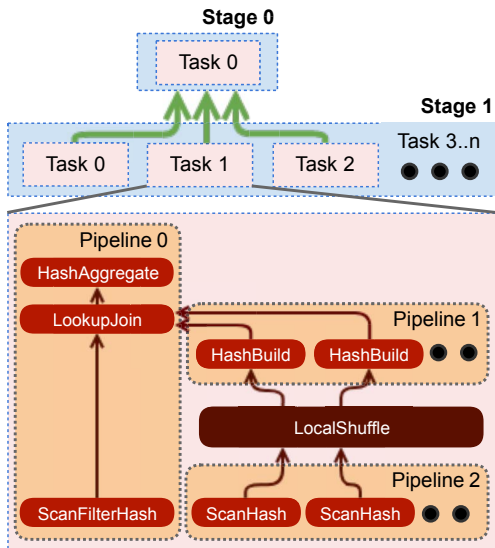 Stage 0
Task 0
Stage 1
Task 0
Task 1
Task 2
Task 3..n
Pipeline 0
HashAggregate
LookupJoin
Pipeline 1
HashBuild
HashBuild
LocalShuffle
Pipeline 2
ScanFilterHash
ScanHash
ScanHash